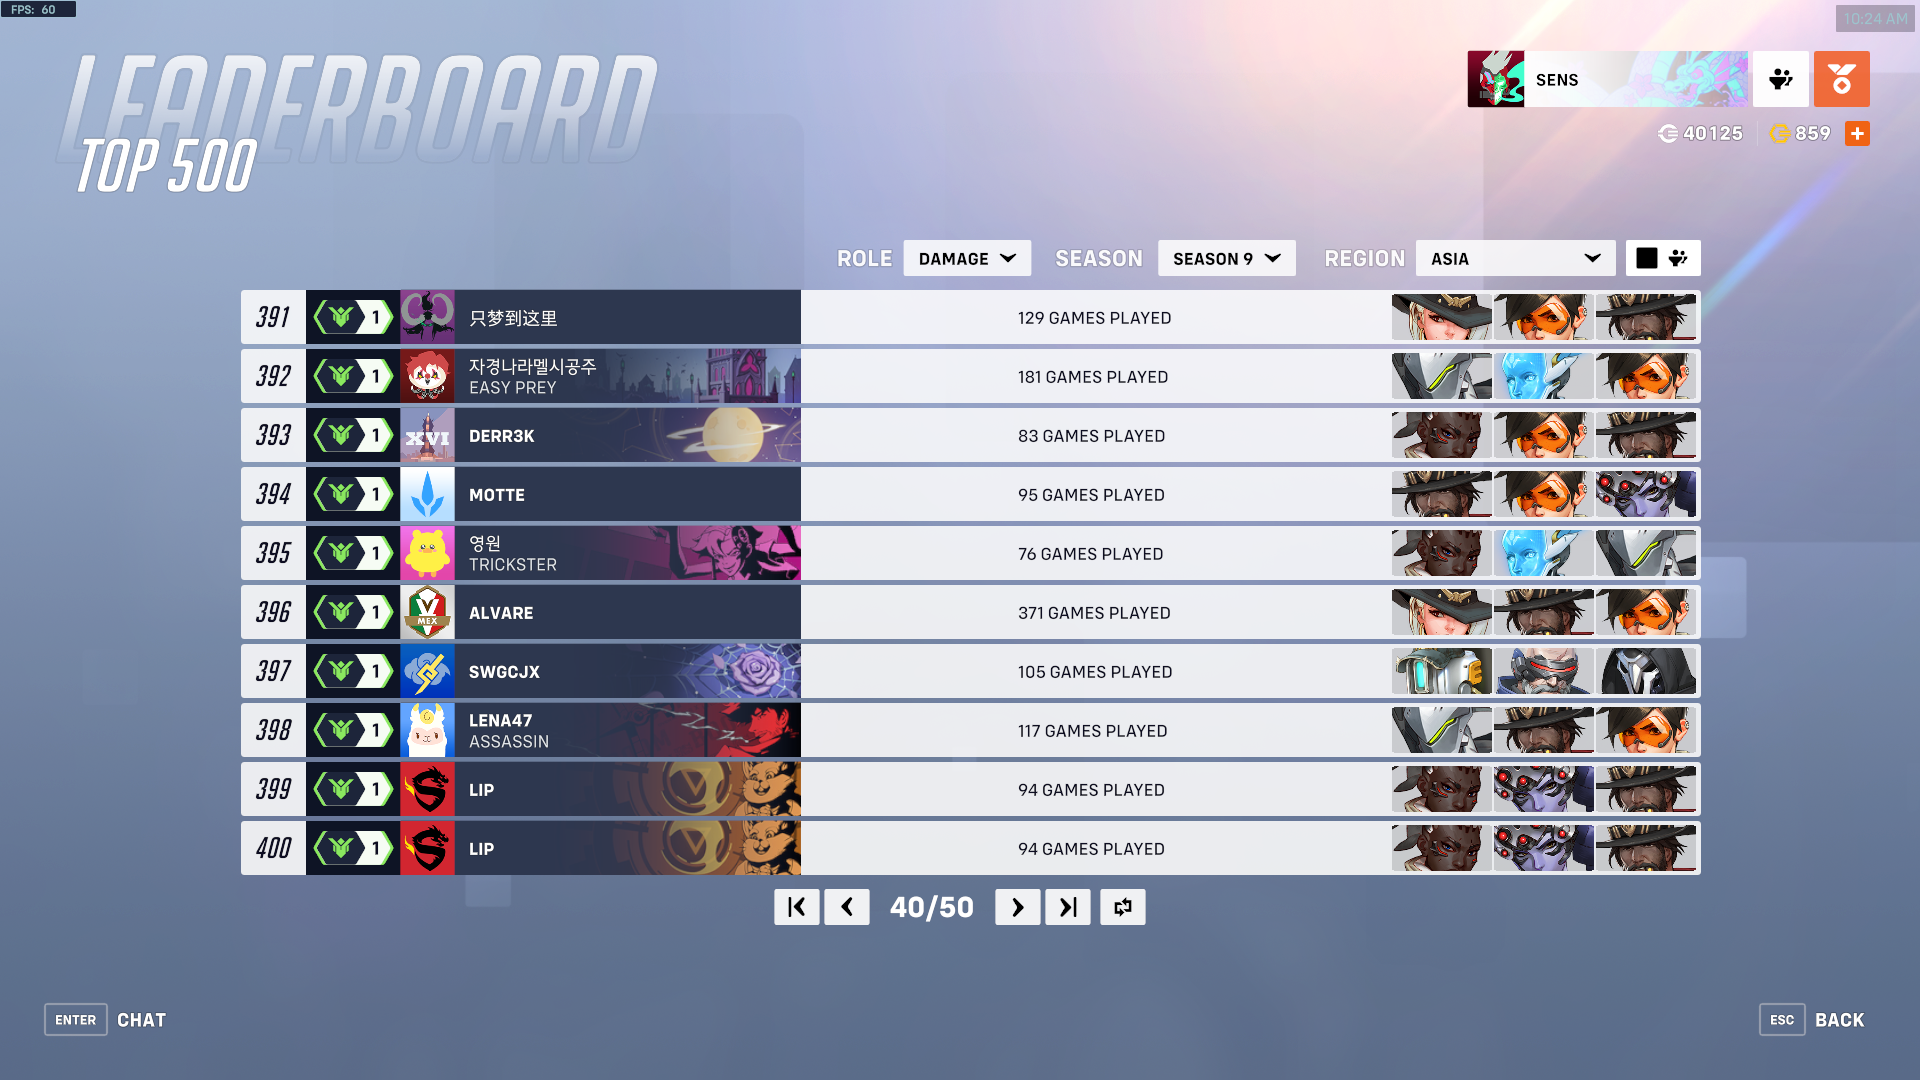 FPS: 60
10:24 AM
LEADERBOARD
TOP 500
SENS
40125
859
ROLE
DAMAGE
SEASON
SEASON 9
REGION
ASIA
391 1 只梦到这里 129 GAMES PLAYED
392 1 자경나라멜시공주 181 GAMES PLAYED
EASY PREY
393 1 XVI DERR3K 83 GAMES PLAYED
394 1 MOTTE 95 GAMES PLAYED
395 1 영원 76 GAMES PLAYED
TRICKSTER
396 1 MEX ALVARE 371 GAMES PLAYED
397 1 SWGCJX 105 GAMES PLAYED
398 1 LENA47 117 GAMES PLAYED
ASSASSIN
399 1 LIP 94 GAMES PLAYED
400 1 LIP 94 GAMES PLAYED
40/50
ENTER CHAT
ESC BACK